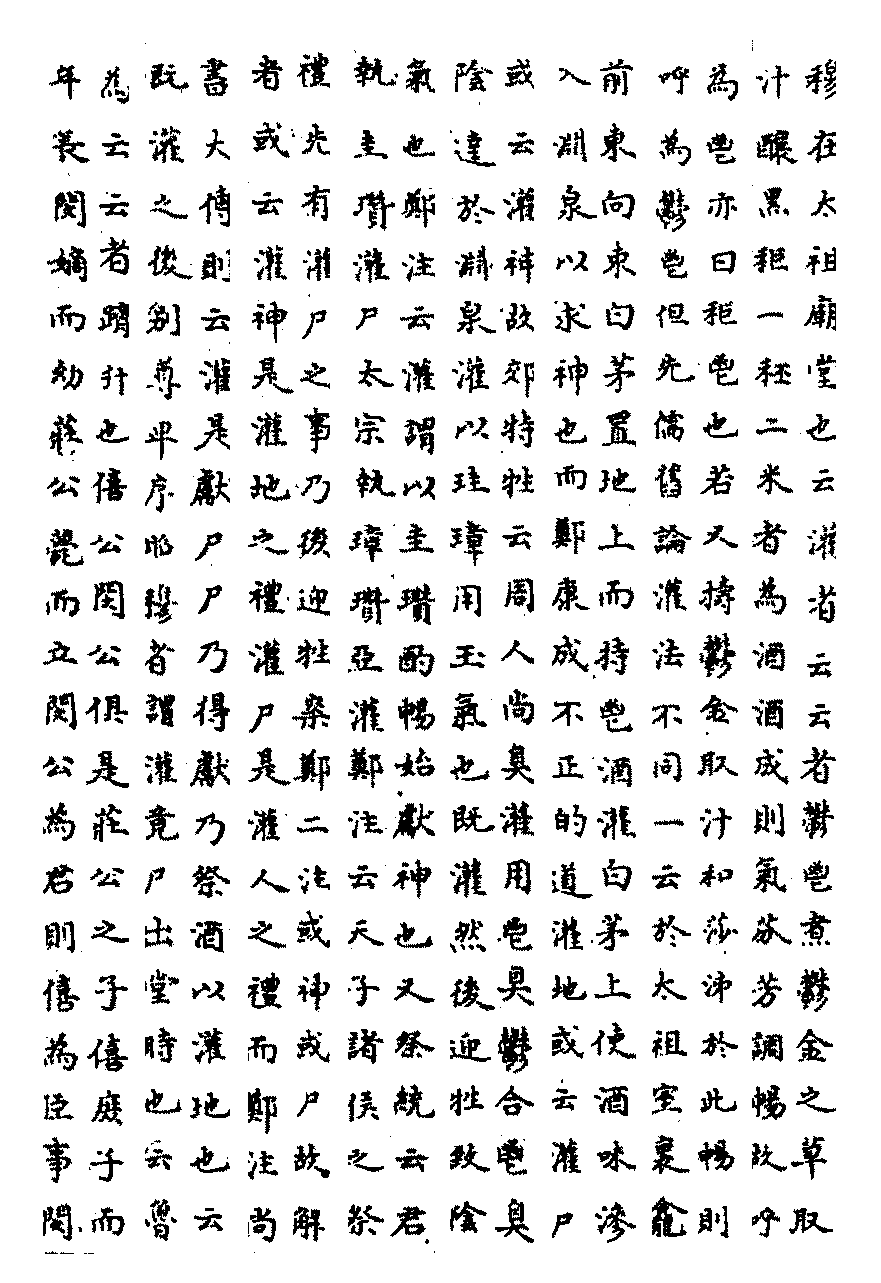 穆在太祖廟堂也云灌者云云者鬱鬯煮鬱金之草取
汁釀黑秬一秠二米者為酒酒成則氣芬芳調暢故呼
為鬯亦曰秬鬯也若又擣鬱金取汁和莎沛於此暢則
呼為鬱鬯但先儒舊論灌法不同一云於太祖室裏龕
前東向束白茅置地上而持鬯酒灌白茅上使酒味滲
入淵泉以求神也而鄭康成不正的道灌地或云灌尸
或云灌神故郊特牲云周人尚臭灌用鬯臭鬱合鬯臭
陰達於淵泉灌以珪璋用玉氣也既灌然後迎牲致陰
氣也鄭注云灌謂以圭瓚酌暢始獻神也又祭統云君
執圭瓚灌尸太宗執璋瓚亞灌鄭注云天子諸侯之祭
禮先有灌尸之事乃後迎牲案鄭二注或神或尸故解
者或云灌神是灌地之禮灌尸是灌人之禮而鄭注尚
書大傳則云灌是獻尸尸乃得獻乃祭酒以灌地也云
既灌之後別尊卑序昭穆者謂灌竟尸出堂時也云魯
為云云者躋升也僖公閔公俱是莊公之子僖庶子而
年長閔嫡而幼莊公薨而立閔公為君則僖為臣事閔